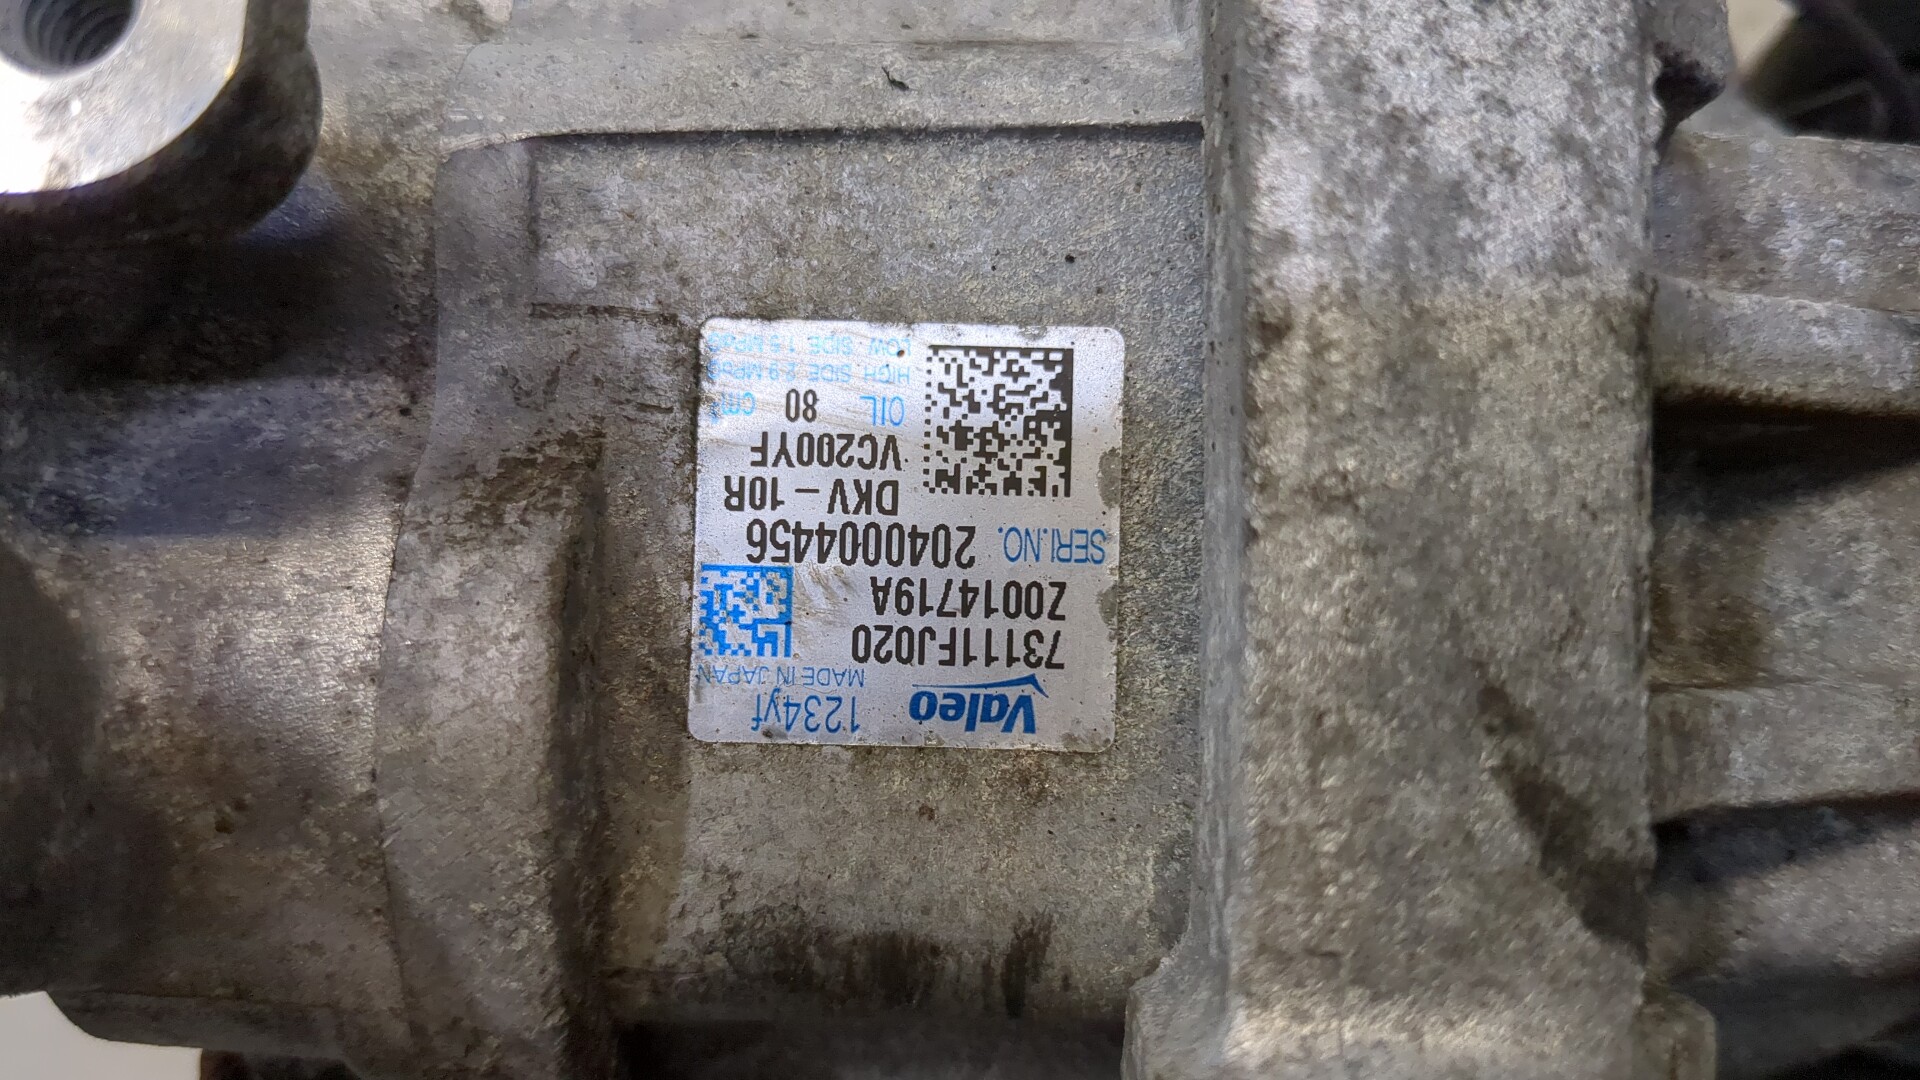 Valeo 1234yf
MADE IN JAPAN
73111FJ020
Z0014719A
SERI.NO. 2040004456
DKV-10R
VC200YF
OIL 80 cm³
HIGH SIDE 2.9 MPaG
LOW SIDE 1.5 MPaG